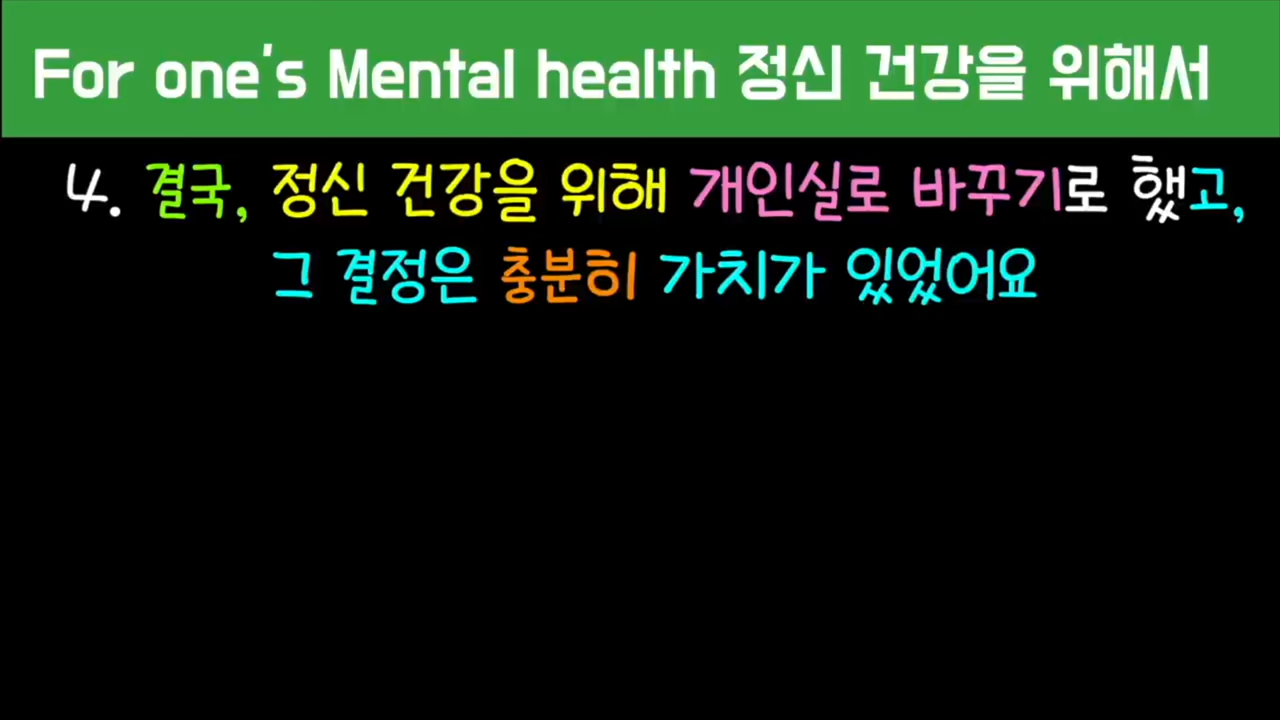 For one's Mental health 정신 건강을 위해서
4. 결국, 정신 건강을 위해 개인실로 바꾸기로 했고,
그 결정은 충분히 가치가 있었어요